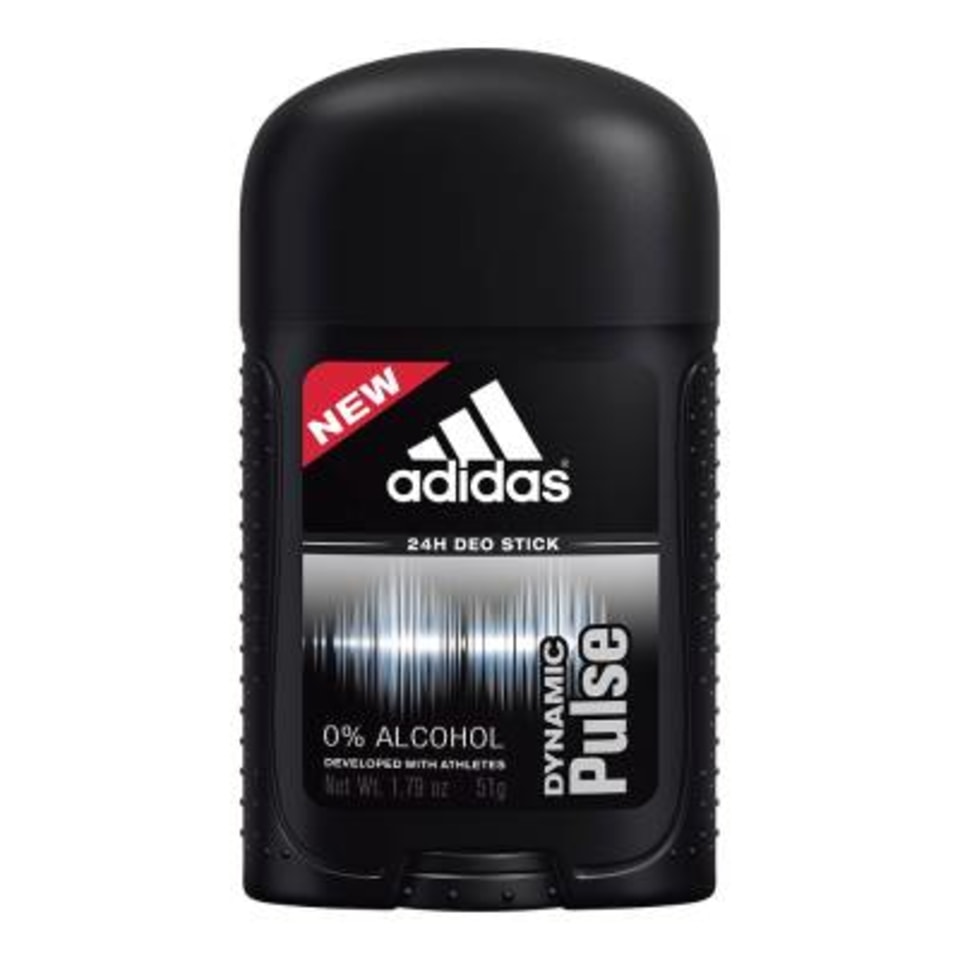 NEW
adidas®
24H DEO STICK
DYNAMIC
Pulse
0% ALCOHOL
DEVELOPED WITH ATHLETES
Net Wt. 1.79 oz 51g